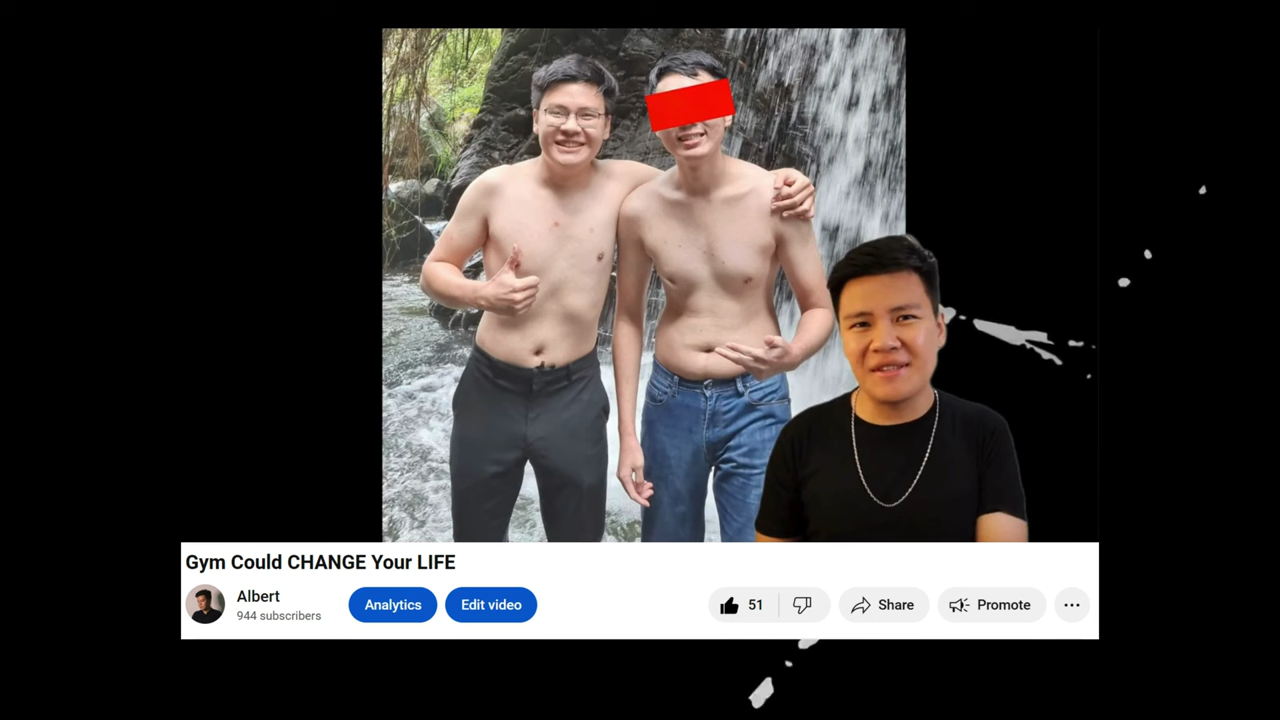 Gym Could CHANGE Your LIFE
Albert
944 subscribers
Analytics
Edit video
51
Share
Promote